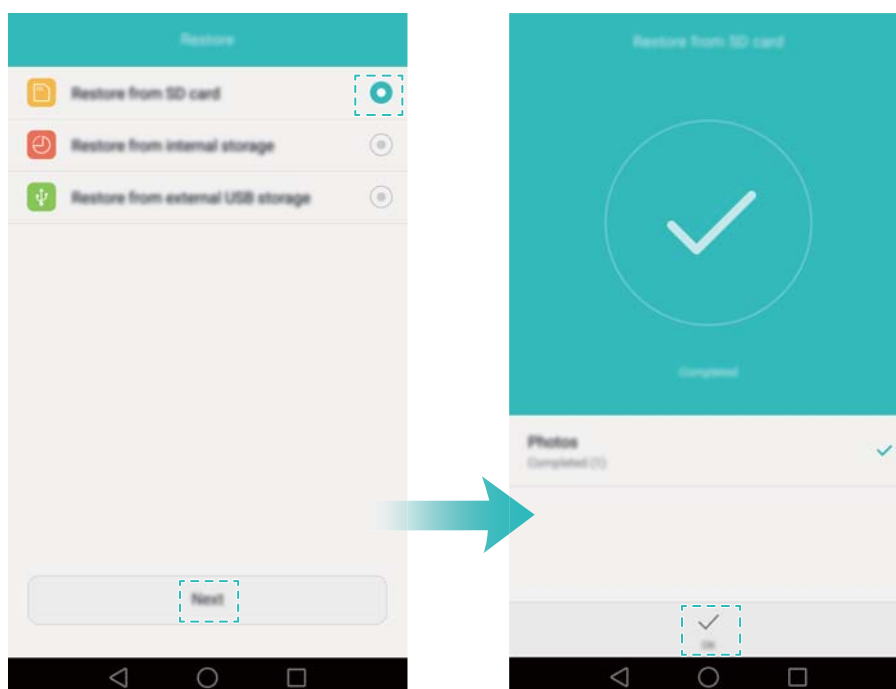 Restore
Restore from SD card
Restore from internal storage
Restore from external USB storage
Next
Restore from SD card
Completed
Photos
Completed (1)
OK